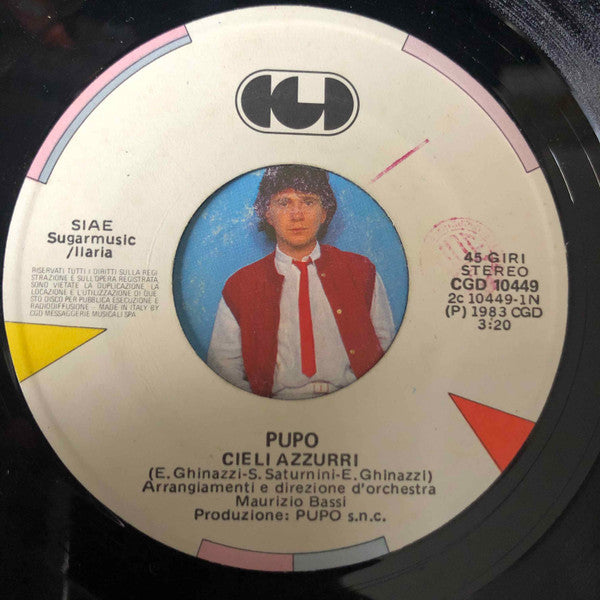 CGD
SIAE
Sugarmusic
/Ilaria
RISERVATI TUTTI I DIRITTI SULLA REGI
STRAZIONE E SULL'OPERA REGISTRATA.
SONO VIETATE LA DUPLICAZIONE, LA
LOCAZIONE E L'UTILIZZAZIONE DI QUE
STO DISCO PER PUBBLICA ESECUZIONE E
RADIODIFFUSIONE - MADE IN ITALY BY
CGD MESSAGGERIE MUSICALI SPA
45 GIRI
STEREO
CGD 10449
2c 10449-1N
(P) 1983 CGD
3:20
PUPO
CIELI AZZURRI
(E. Ghinazzi-S. Saturnini-E. Ghinazzi)
Arrangiamenti e direzione d'orchestra
Maurizio Bassi
Produzione: PUPO s.n.c.